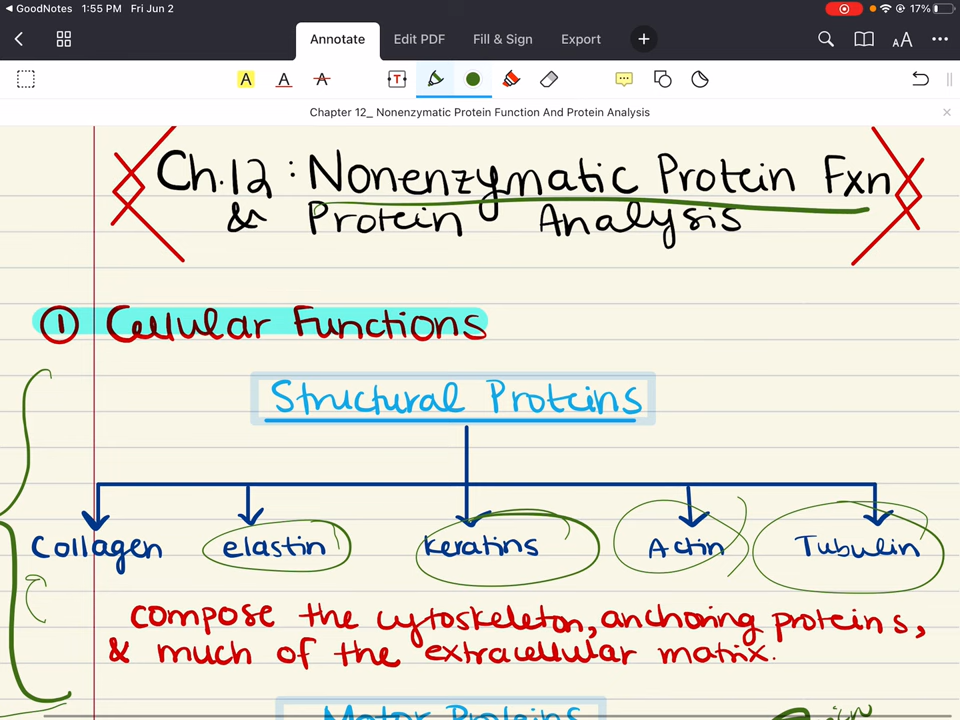 GoodNotes 1:55 PM Fri Jun 2 17%
Annotate Edit PDF Fill & Sign Export
Chapter 12_ Nonenzymatic Protein Function And Protein Analysis
Ch.12: Nonenzymatic Protein Fxn
& Protein Analysis
① Cellular Functions
Structural Proteins
Collagen elastin keratins Actin Tubulin
compose the cytoskeleton, anchoring proteins,
& much of the extracellular matrix.
Motor Proteins